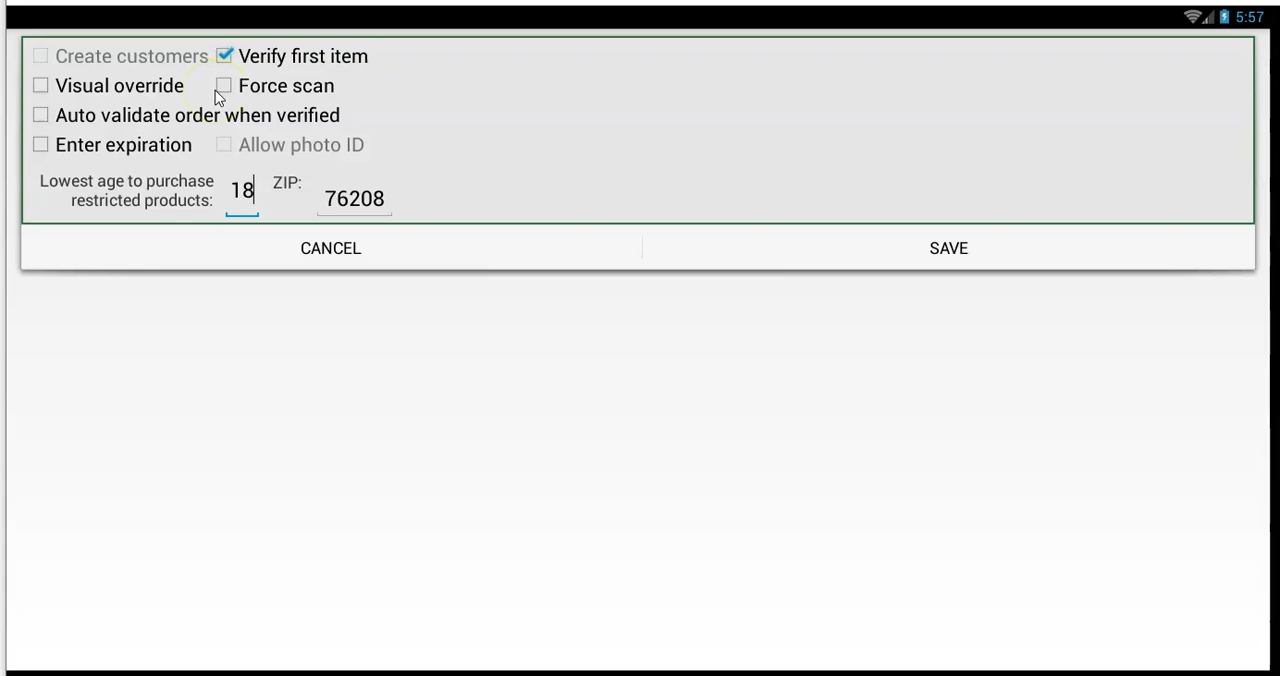 5:57
Create customers Verify first item
Visual override Force scan
Auto validate order when verified
Enter expiration Allow photo ID
Lowest age to purchase
restricted products: 18 ZIP: 76208
CANCEL SAVE